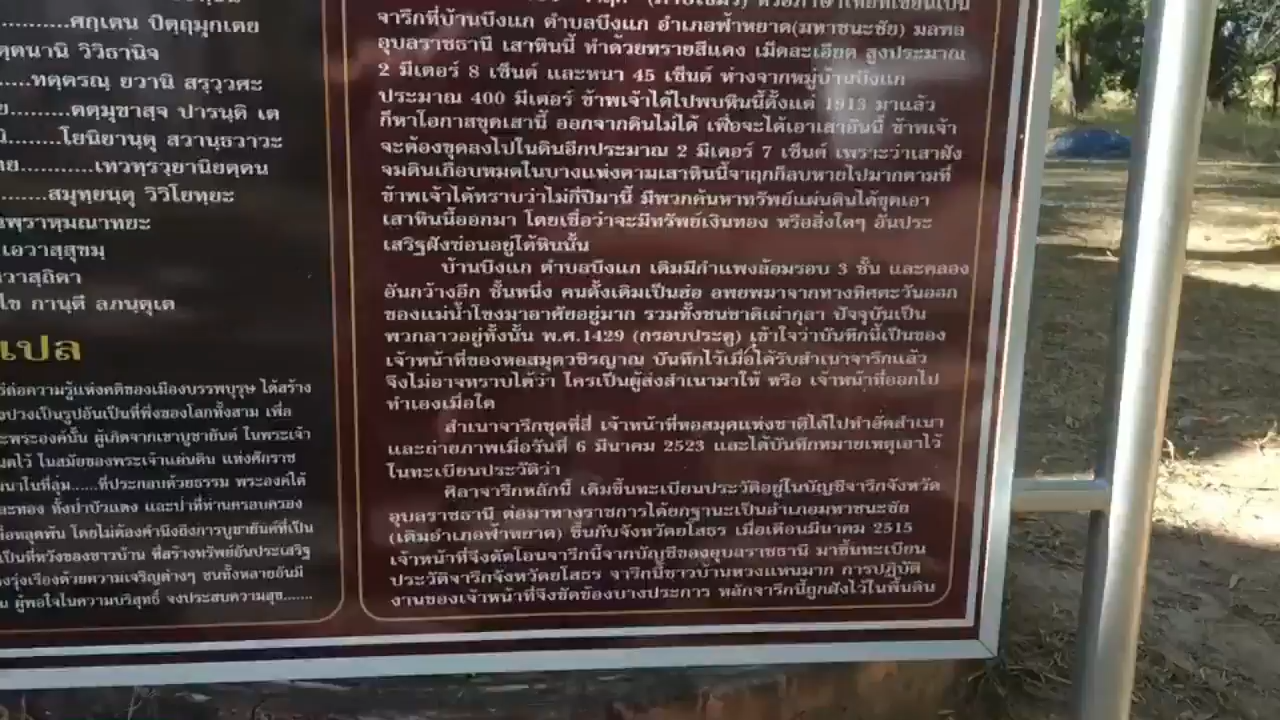 .....ศกุเตน ปิตฤถมุกเตย
ตุตนานิ วิวิธานิจ
.....ทตุตรณุ ยวานิ สรฺวฺวศะ
ย.........ตตุมุขาสฺจ ปารนฺติ เต
.........โยนิยานฺตุ สวานุธวาวะ
ทย...........เทวทุรวฺยานิยตฺตน
.......สมุทฺยนฺตุ วิวิโยทฺยะ
ิพฺราหฺมณาทยะ
เอวาสฺสุขมฺ
วาสฺถิตา
ไข กานฺตี ลภนฺตุเต
เปล
รัต่อความรู้แห่งคติของเมืองบรรพบุรุษ ได้สร้าง
งปวงเป็นรูปอันเป็นที่พึ่งของโลกทั้งสาม เพื่อ
ะพระองค์นั้น ผู้เกิดจากเขาบูชายันต์ ในพระเจ้า
นดไว้ ในสมัยของพระเจ้าแผ่นดิน แห่งศักราช
นาโนที่ลุ่ม......ที่ประกอบด้วยธรรม พระองค์ได้
ละทอง ทั้งป่าบัวแดง และป่าที่ท่านครอบครอง
่อหลุดพ้น โดยไม่ต้องคำนึงถึงการบูชายันต์ที่เป็น
เป็นที่หวังของชาวบ้าน ที่สร้างทรัพย์อันประเสริฐ
งรุ่งเรืองด้วยความเจริญต่างๆ ชนทั้งหลายอันมี
น ผู้พอใจในความบริสุทธิ์ จงประสบความสุข.......
จารึกที่บ้านบึงแก ตำบลบึงแก อำเภอฟ้าหยาด(มหาชนะชัย) มลฑล
อุบลราชธานี เสาหินนี้ ทำด้วยทรายสีแดง เม็ดละเอียด สูงประมาณ
2 มีเตอร์ 8 เซ็นต์ และหนา 45 เซ็นต์ ห่างจากหมู่บ้านบึงแก
ประมาณ 400 มีเตอร์ ข้าพเจ้าได้ไปพบหินนี้ตั้งแต่ 1913 มาแล้ว
ก็หาโอกาสขุดเสานี้ ออกจากดินไม่ได้ เพื่อจะได้เอาเสาอันนี้ ข้าพเจ้า
จะต้องขุดลงไปในดินอีกประมาณ 2 มีเตอร์ 7 เซ็นต์ เพราะว่าเสาฝัง
จมดินเกือบหมดในบางแห่งตามเสาหินนี้จาฤกก็ลบหายไปมากตามที่
ข้าพเจ้าได้ทราบว่าไม่กี่ปีมานี้ มีพวกค้นหาทรัพย์แผ่นดินได้ขุดเอา
เสาหินนี้ออกมา โดยเชื่อว่าจะมีทรัพย์เงินทอง หรือสิ่งใดๆ อันประ
เสริฐฝังซ่อนอยู่ใต้หินนั้น
บ้านบึงแก ตำบลบึงแก เดิมมีกำแพงล้อมรอบ 3 ชั้น และคลอง
อันกว้างอีก ชั้นหนึ่ง คนดั้งเดิมเป็นฮ่อ อพยพมาจากทางทิศตะวันออก
ของแม่น้ำโขงมาอาศัยอยู่มาก รวมทั้งชนชาติเผ่ากุลา ปัจจุบันเป็น
พวกลาวอยู่ทั้งนั้น พ.ศ.1429 (กรอบประตู) เข้าใจว่าบันทึกนี้เป็นของ
เจ้าหน้าที่ของหอสมุดวชิรญาณ บันทึกไว้เมื่อได้รับสำเนาจารึกแล้ว
จึงไม่อาจทราบได้ว่า ใครเป็นผู้ส่งสำเนามาให้ หรือ เจ้าหน้าที่ออกไป
ทำเองเมื่อใด
สำเนาจารึกชุดที่สี่ เจ้าหน้าที่หอสมุดแห่งชาติได้ไปทำอัดสำเนา
และถ่ายภาพเมื่อวันที่ 6 มีนาคม 2523 และได้บันทึกหมายเหตุเอาไว้
ในทะเบียนประวัติว่า
ศิลาจารึกหลักนี้ เดิมขึ้นทะเบียนประวัติอยู่ในบัญชีจารึกจังหวัด
อุบลราชธานี ต่อมาทางราชการได้ยกฐานะเป็นอำเภอมหาชนะชัย
(เดิมอำเภอฟ้าหยาด) ขึ้นกับจังหวัดยโสธร เมื่อเดือนมีนาคม 2515
เจ้าหน้าที่จึงตัดโอนจารึกนี้จากบัญชีของอุบลราชธานี มาขึ้นทะเบียน
ประวัติจารึกจังหวัดยโสธร จารึกนี้ชาวบ้านหวงแหนมาก การปฏิบัติ
งานของเจ้าหน้าที่จึงขัดข้องบางประการ หลักจารึกนี้ถูกฝังไว้ในพื้นดิน